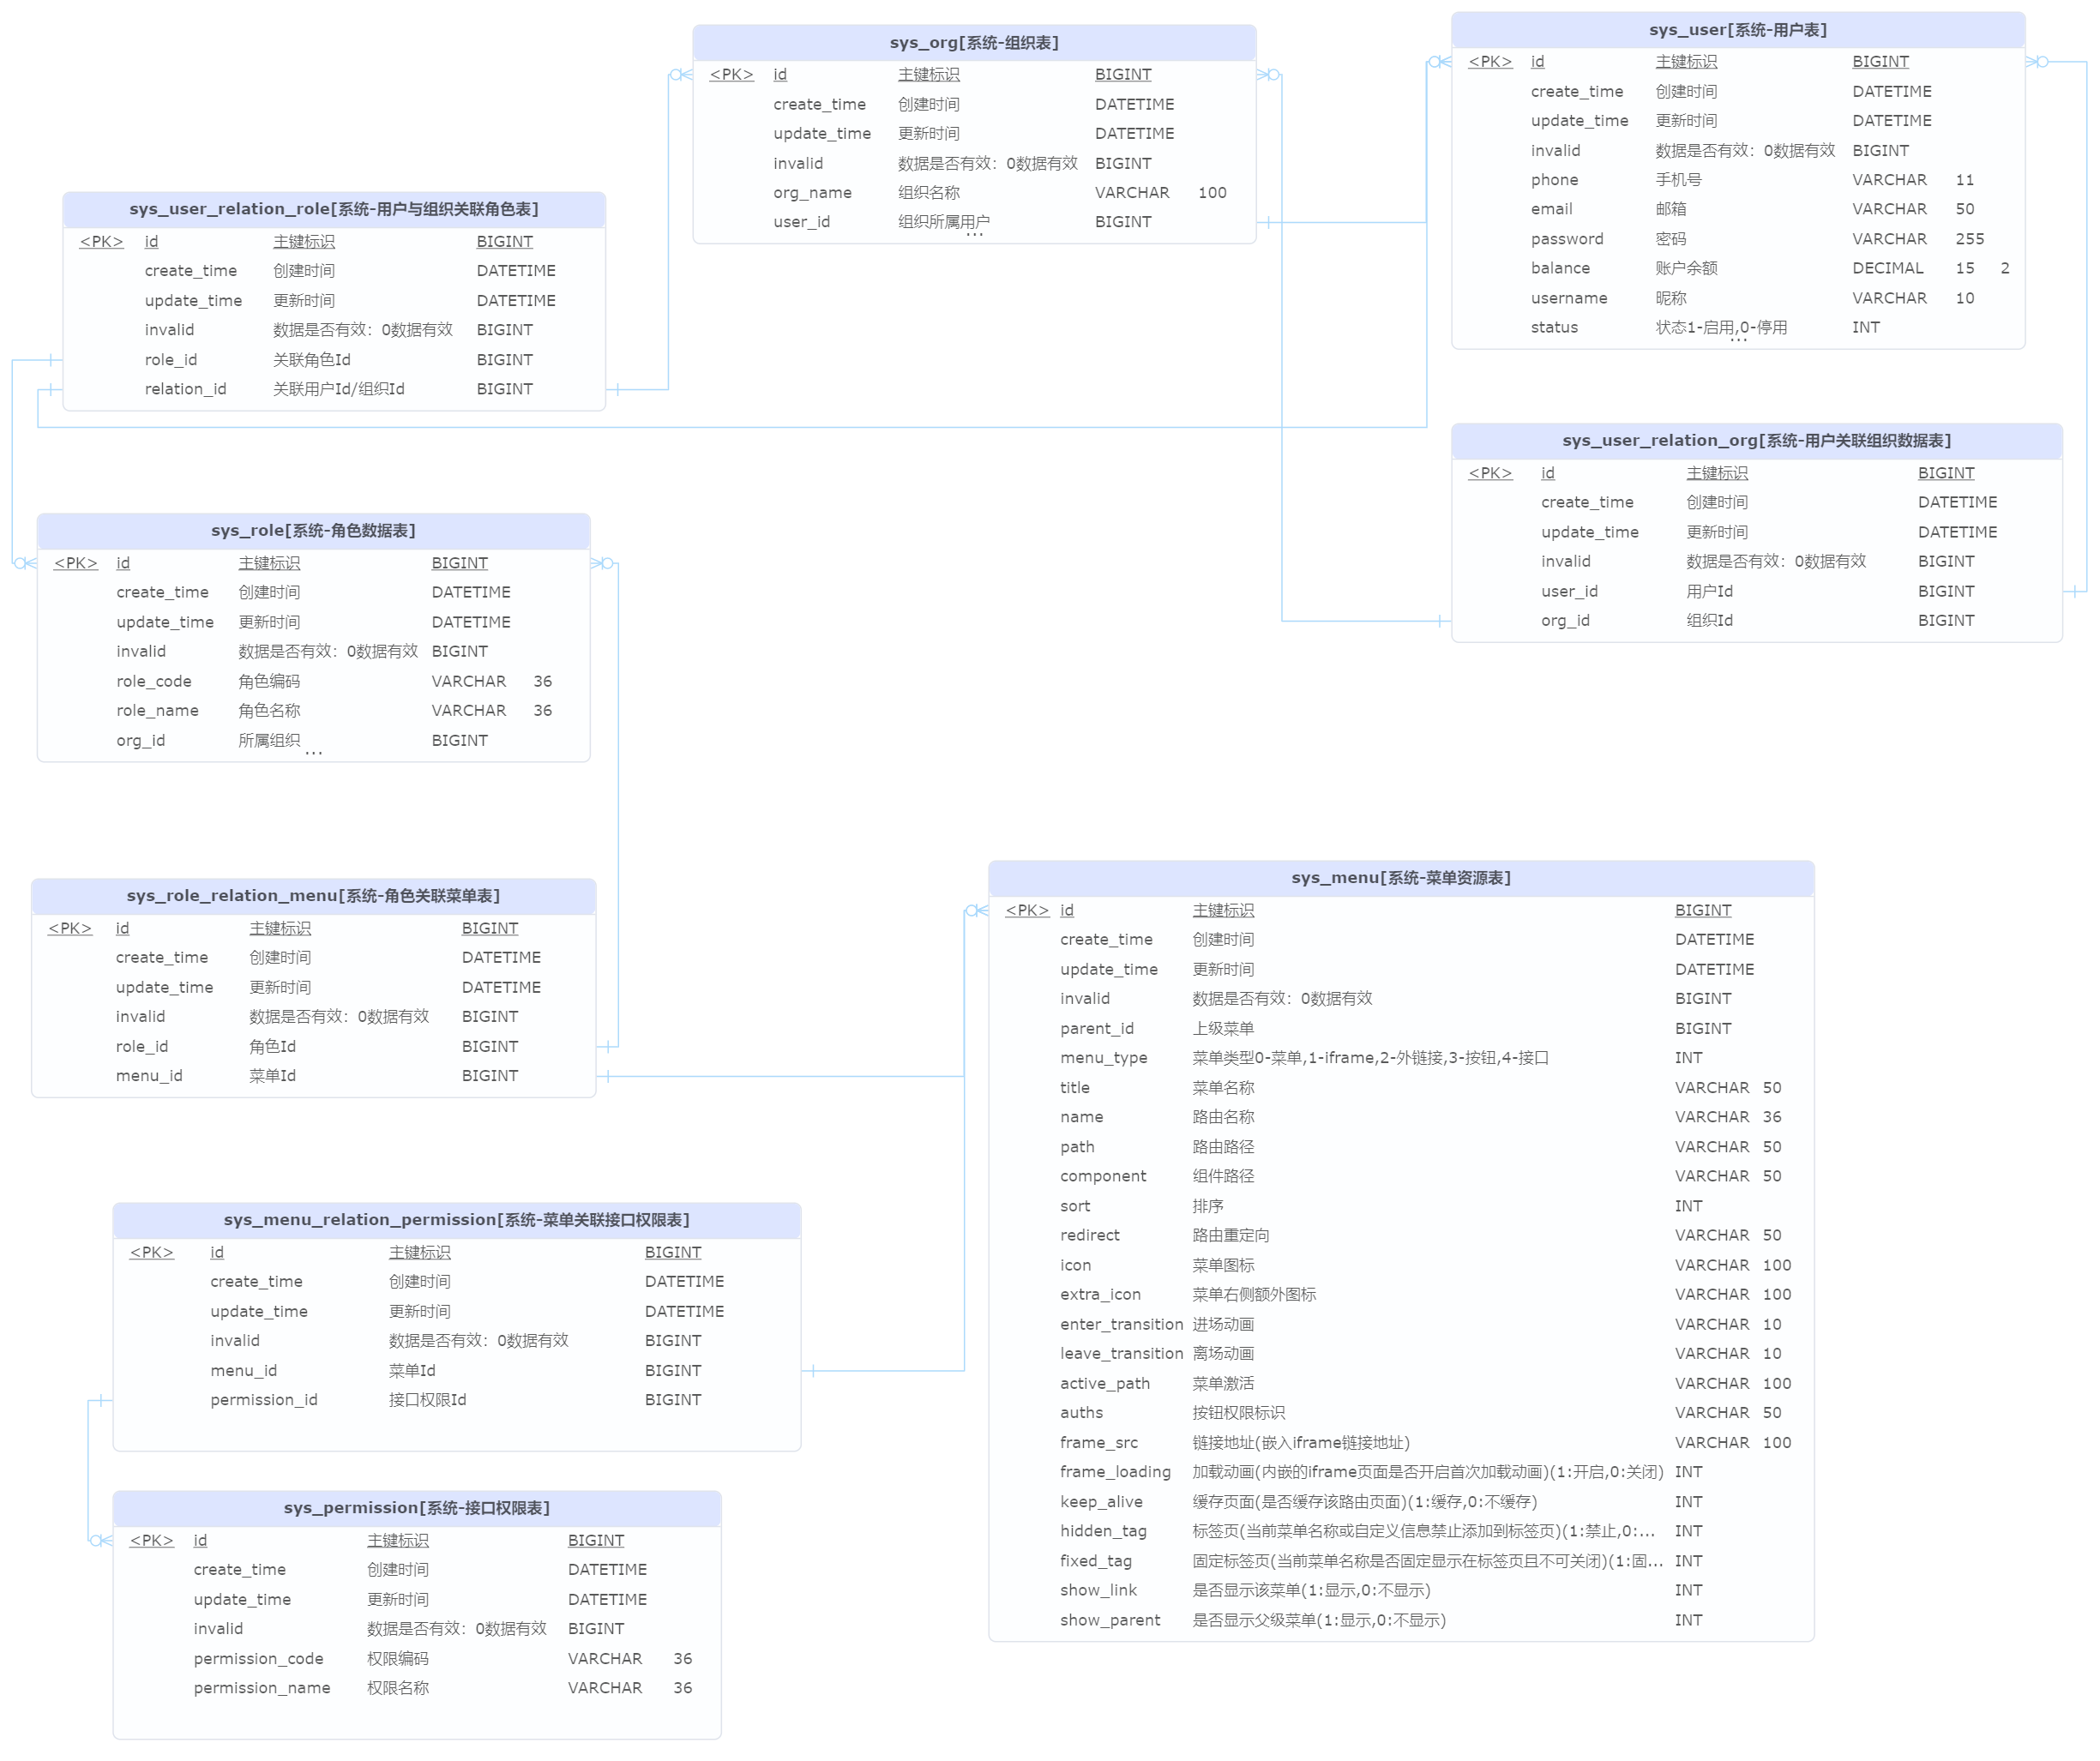 sys_org[系统-组织表]
<PK> id 主键标识 BIGINT
create_time 创建时间 DATETIME
update_time 更新时间 DATETIME
invalid 数据是否有效：0数据有效 BIGINT
org_name 组织名称 VARCHAR 100
user_id 组织所属用户 BIGINT
...
sys_user[系统-用户表]
<PK> id 主键标识 BIGINT
create_time 创建时间 DATETIME
update_time 更新时间 DATETIME
invalid 数据是否有效：0数据有效 BIGINT
phone 手机号 VARCHAR 11
email 邮箱 VARCHAR 50
password 密码 VARCHAR 255
balance 账户余额 DECIMAL 15 2
username 昵称 VARCHAR 10
status 状态1-启用,0-停用 INT
...
sys_user_relation_role[系统-用户与组织关联角色表]
<PK> id 主键标识 BIGINT
create_time 创建时间 DATETIME
update_time 更新时间 DATETIME
invalid 数据是否有效：0数据有效 BIGINT
role_id 关联角色Id BIGINT
relation_id 关联用户Id/组织Id BIGINT
sys_user_relation_org[系统-用户关联组织数据表]
<PK> id 主键标识 BIGINT
create_time 创建时间 DATETIME
update_time 更新时间 DATETIME
invalid 数据是否有效：0数据有效 BIGINT
user_id 用户Id BIGINT
org_id 组织Id BIGINT
sys_role[系统-角色数据表]
<PK> id 主键标识 BIGINT
create_time 创建时间 DATETIME
update_time 更新时间 DATETIME
invalid 数据是否有效：0数据有效 BIGINT
role_code 角色编码 VARCHAR 36
role_name 角色名称 VARCHAR 36
org_id 所属组织 BIGINT
...
sys_role_relation_menu[系统-角色关联菜单表]
<PK> id 主键标识 BIGINT
create_time 创建时间 DATETIME
update_time 更新时间 DATETIME
invalid 数据是否有效：0数据有效 BIGINT
role_id 角色Id BIGINT
menu_id 菜单Id BIGINT
sys_menu[系统-菜单资源表]
<PK> id 主键标识 BIGINT
create_time 创建时间 DATETIME
update_time 更新时间 DATETIME
invalid 数据是否有效：0数据有效 BIGINT
parent_id 上级菜单 BIGINT
menu_type 菜单类型0-菜单,1-iframe,2-外链接,3-按钮,4-接口 INT
title 菜单名称 VARCHAR 50
name 路由名称 VARCHAR 36
path 路由路径 VARCHAR 50
component 组件路径 VARCHAR 50
sort 排序 INT
redirect 路由重定向 VARCHAR 50
icon 菜单图标 VARCHAR 100
extra_icon 菜单右侧额外图标 VARCHAR 100
enter_transition 进场动画 VARCHAR 10
leave_transition 离场动画 VARCHAR 10
active_path 菜单激活 VARCHAR 100
auths 按钮权限标识 VARCHAR 50
frame_src 链接地址(嵌入iframe链接地址) VARCHAR 100
frame_loading 加载动画(内嵌的iframe页面是否开启首次加载动画)(1:开启,0:关闭) INT
keep_alive 缓存页面(是否缓存该路由页面)(1:缓存,0:不缓存) INT
hidden_tag 标签页(当前菜单名称或自定义信息禁止添加到标签页)(1:禁止,0:... INT
fixed_tag 固定标签页(当前菜单名称是否固定显示在标签页且不可关闭)(1:固... INT
show_link 是否显示该菜单(1:显示,0:不显示) INT
show_parent 是否显示父级菜单(1:显示,0:不显示) INT
sys_menu_relation_permission[系统-菜单关联接口权限表]
<PK> id 主键标识 BIGINT
create_time 创建时间 DATETIME
update_time 更新时间 DATETIME
invalid 数据是否有效：0数据有效 BIGINT
menu_id 菜单Id BIGINT
permission_id 接口权限Id BIGINT
sys_permission[系统-接口权限表]
<PK> id 主键标识 BIGINT
create_time 创建时间 DATETIME
update_time 更新时间 DATETIME
invalid 数据是否有效：0数据有效 BIGINT
permission_code 权限编码 VARCHAR 36
permission_name 权限名称 VARCHAR 36